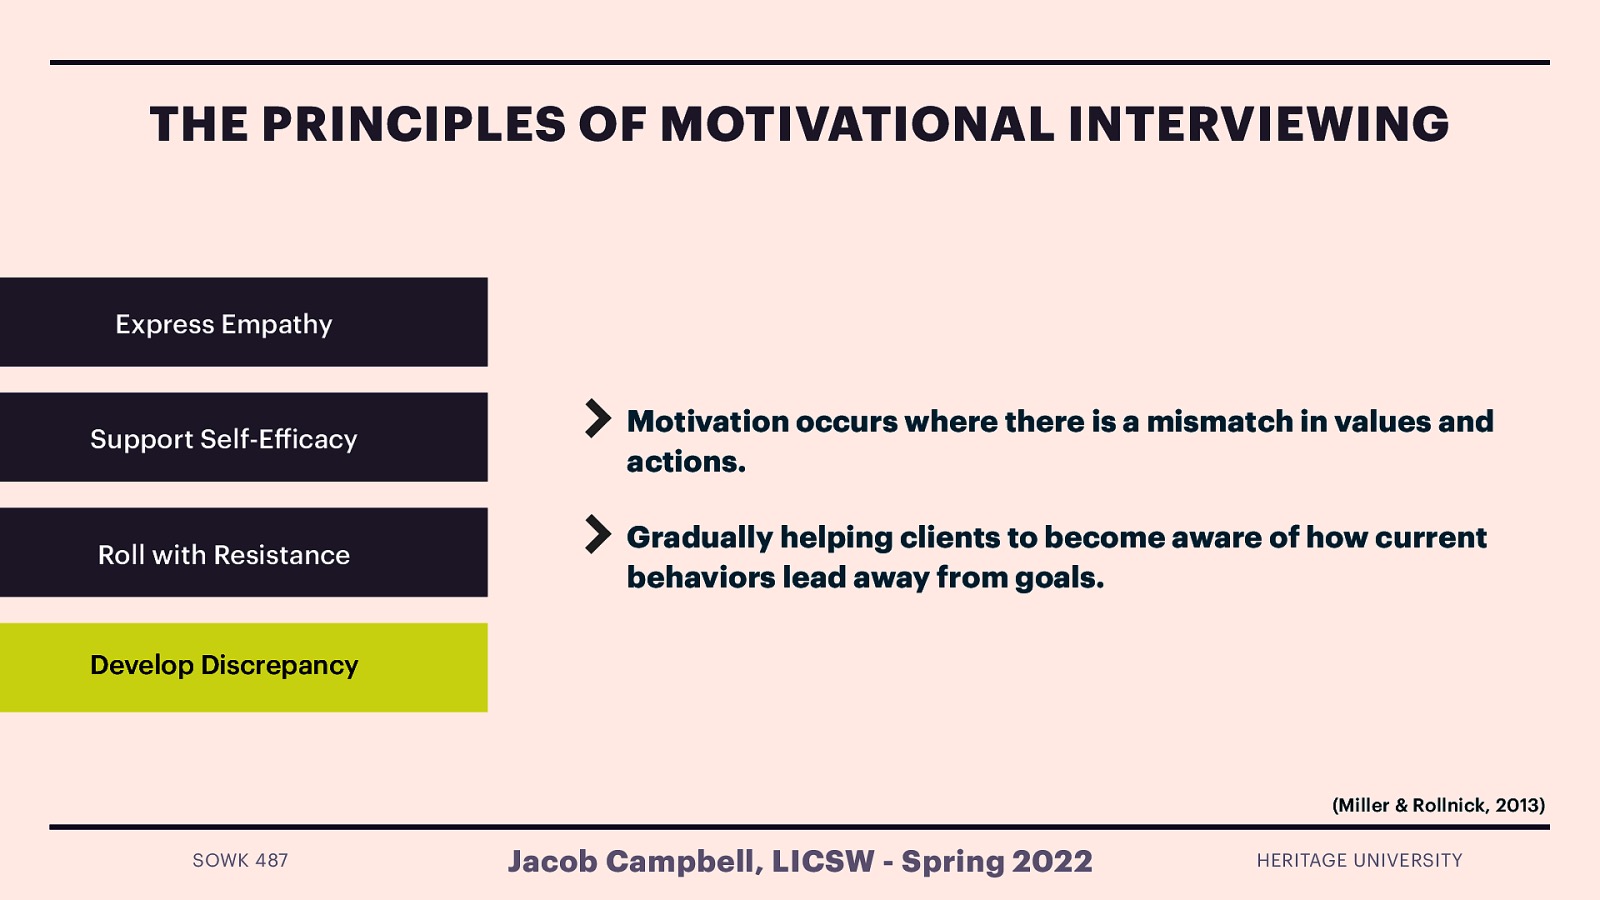 THE PRINCIPLES OF MOTIVATIONAL INTERVIEWING
Express Empathy
Support Self-Efficacy
Roll with Resistance
Develop Discrepancy
Motivation occurs where there is a mismatch in values and
actions.
Gradually helping clients to become aware of how current
behaviors lead away from goals.
(Miller & Rollnick, 2013)
SOWK 487
Jacob Campbell, LICSW - Spring 2022
HERITAGE UNIVERSITY